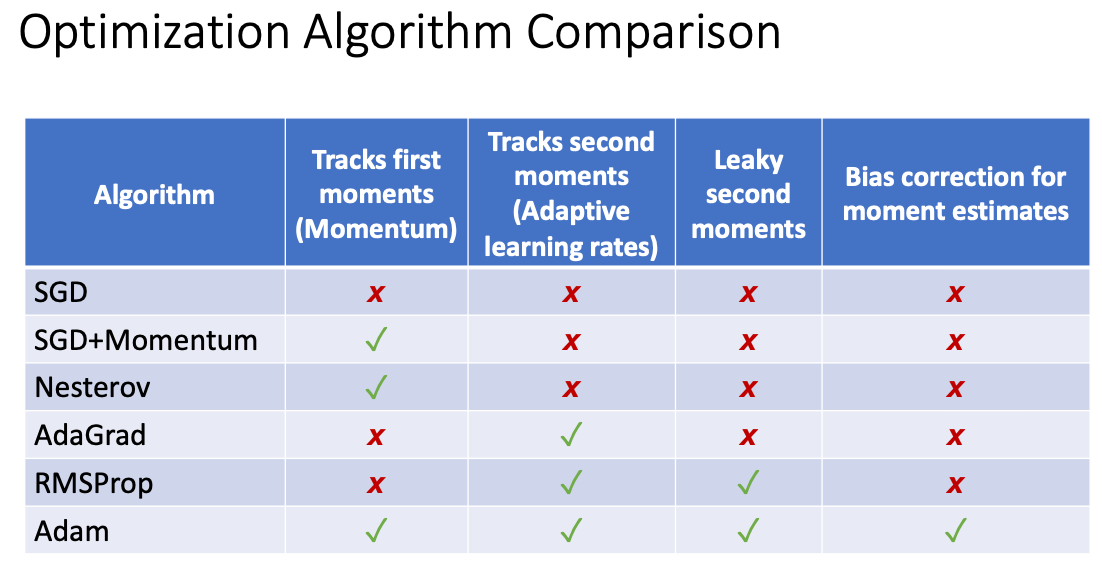 Optimization Algorithm Comparison
Algorithm
Tracks first
moments
(Momentum)
Tracks second
moments
(Adaptive
learning rates)
Leaky
second
moments
Bias correction for
moment estimates
SGD x x x x
SGD+Momentum ✓ x x x
Nesterov ✓ x x x
AdaGrad x ✓ x x
RMSProp x ✓ ✓ x
Adam ✓ ✓ ✓ ✓